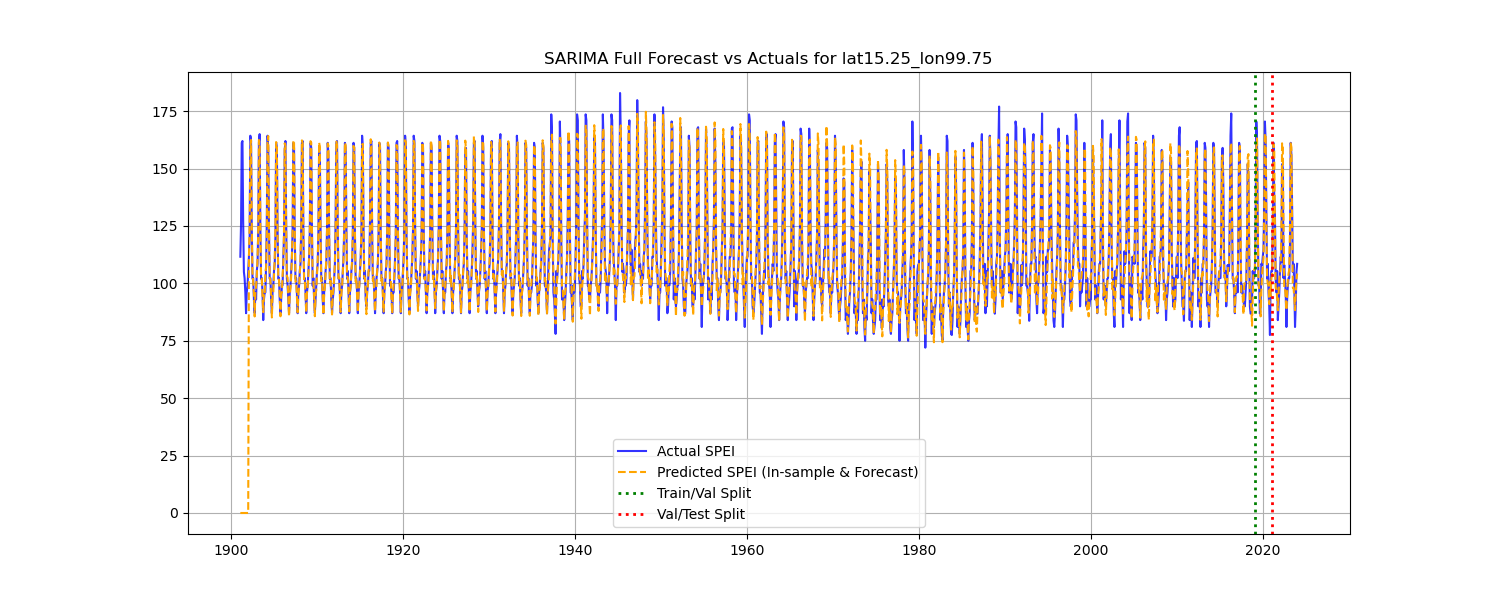 SARIMA Full Forecast vs Actuals for lat15.25_lon99.75
175
150
125
100
75
50
25
0
Actual SPEI
Predicted SPEI (In-sample & Forecast)
Train/Val Split
Val/Test Split
1900 1920 1940 1960 1980 2000 2020